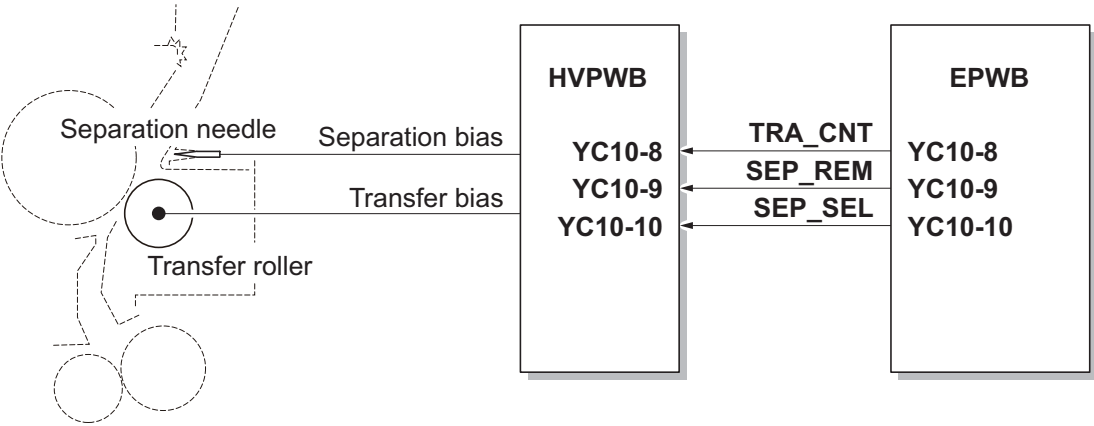 HVPWB
EPWB
Separation needle
Separation bias
TRA_CNT
YC10-8
YC10-8
SEP_REM
Transfer bias
YC10-9
YC10-9
SEP_SEL
YC10-10
YC10-10
Transfer roller